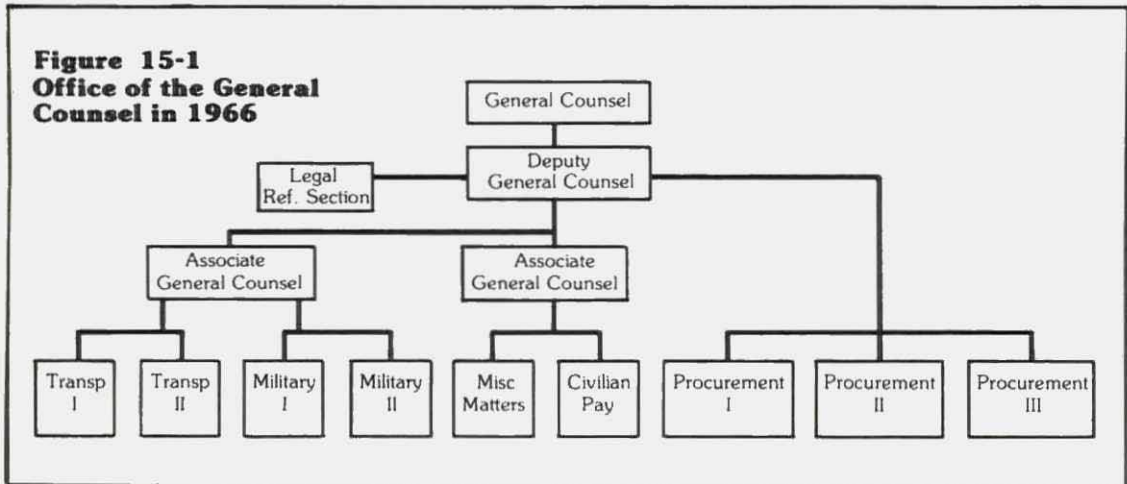 Figure 15-1
Office of the General
Counsel in 1966
General Counsel
Deputy
General Counsel
Legal
Ref. Section
Associate
General Counsel
Associate
General Counsel
Transp
I
Transp
II
Military
I
Military
II
Misc
Matters
Civilian
Pay
Procurement
I
Procurement
II
Procurement
III